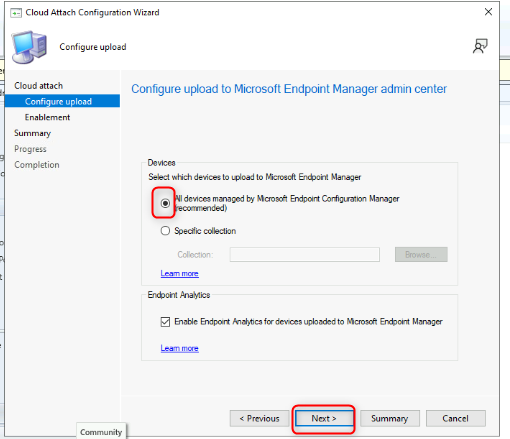 Cloud Attach Configuration Wizard
Configure upload
Cloud attach
Configure upload
Enablement
Summary
Progress
Completion
Configure upload to Microsoft Endpoint Manager admin center
Devices
Select which devices to upload to Microsoft Endpoint Manager
All devices managed by Microsoft Endpoint Configuration Manager
(recommended)
Specific collection
Collection:
Browse...
Learn more
Endpoint Analytics
Enable Endpoint Analytics for devices uploaded to Microsoft Endpoint Manager
Learn more
< Previous
Next >
Summary
Cancel
Community